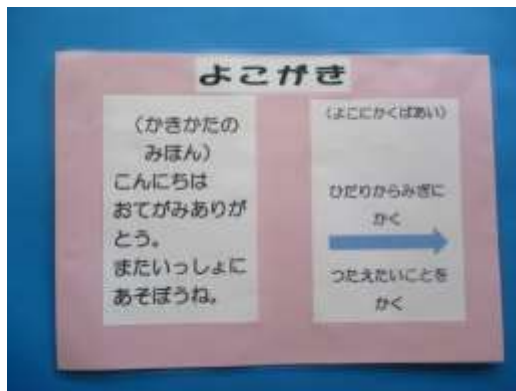 よこがき
(かきかたの
みほん)
こんにちは
おてがみありが
とう。
またいっしょに
あそぼうね。
(よこにかくばあい)
ひだりからみぎに
かく
つたえたいことを
かく